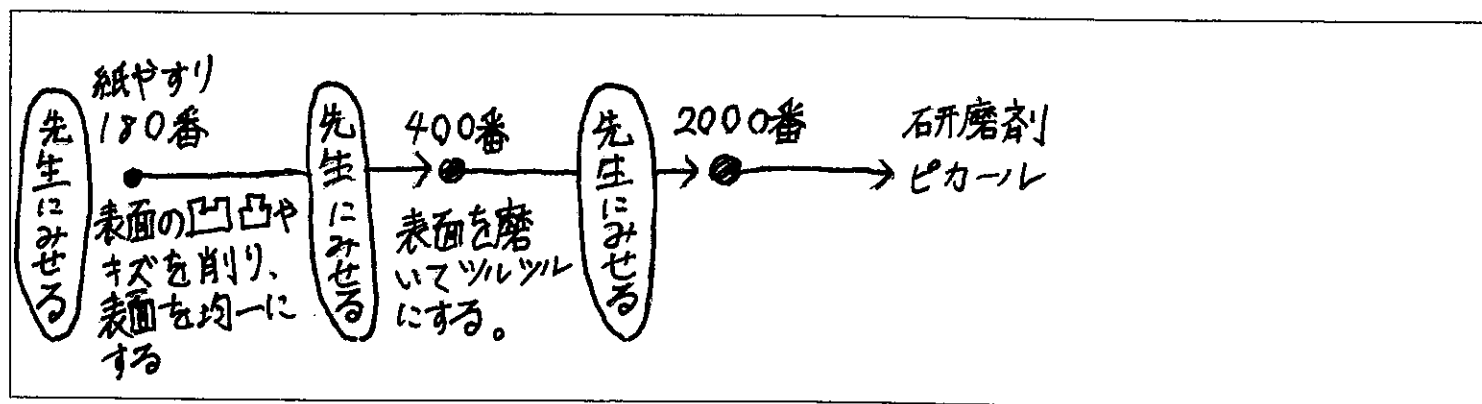 先生にみせる
紙やすり
180番
表面の凹凸や
キズを削り、
表面を均一に
する
先生にみせる
400番
表面を磨
いてツルツル
にする。
先生にみせる
2000番
研磨剤
ピカール